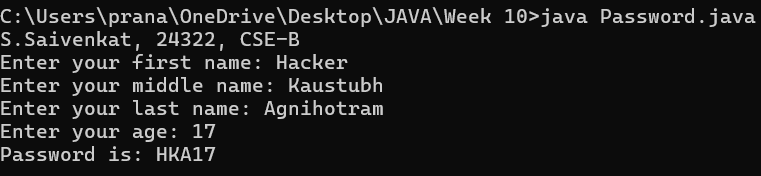 C:\Users\prana\OneDrive\Desktop\JAVA\Week 10>java Password.java
S.Saivenkat, 24322, CSE-B
Enter your first name: Hacker
Enter your middle name: Kaustubh
Enter your last name: Agnihotram
Enter your age: 17
Password is: HKA17